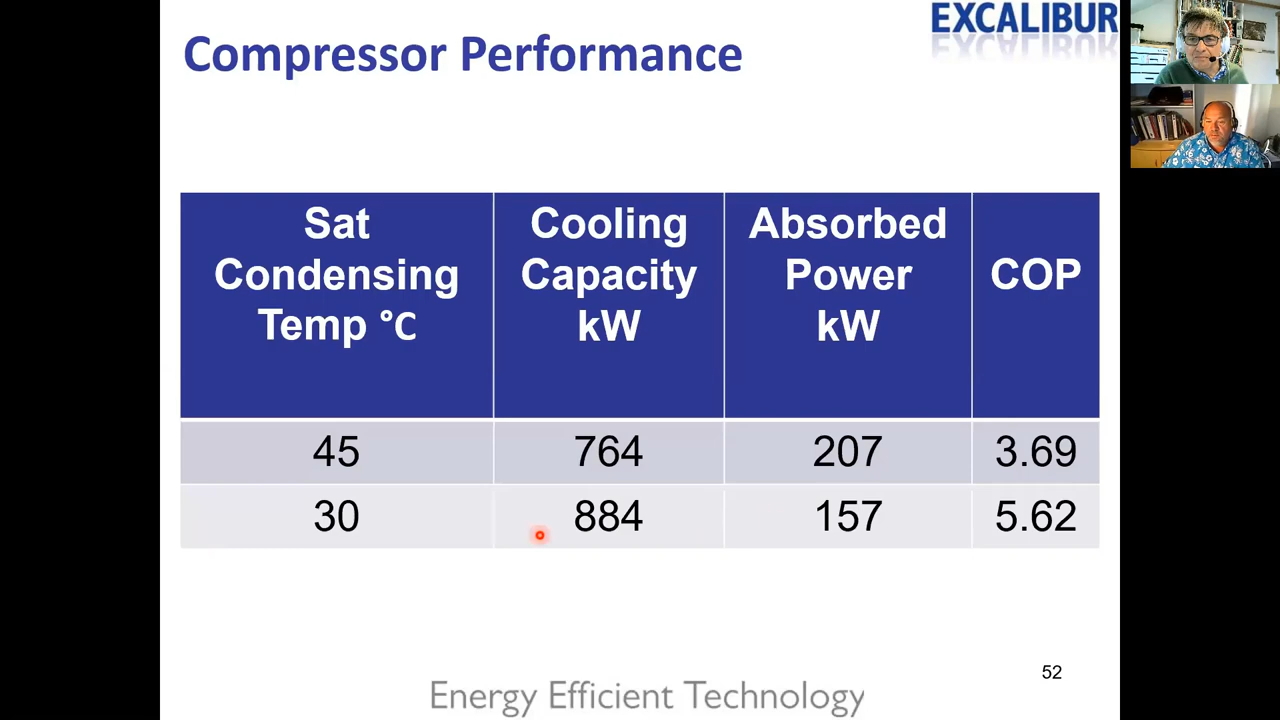 EXCALIBUR
Compressor Performance
Sat Condensing Temp °C
Cooling Capacity kW
Absorbed Power kW
COP
45 764 207 3.69
30 884 157 5.62
52
Energy Efficient Technology